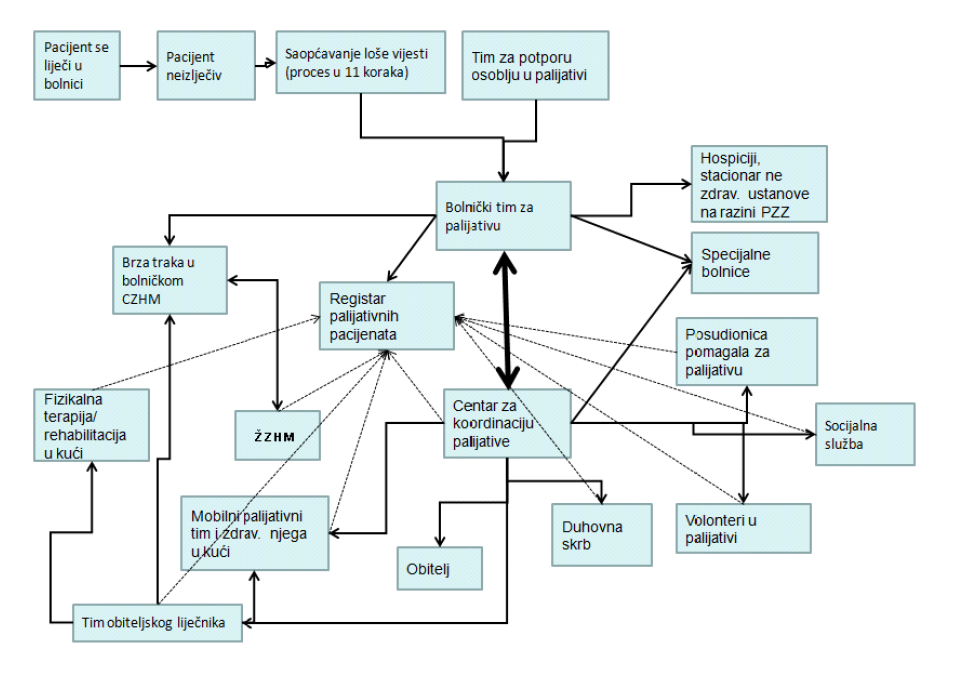 Pacijent se
liječi u
bolnici
Pacijent
neizlječiv
Saopćavanje loše vijesti
(proces u 11 koraka)
Tim za potporu
osoblju u palijativi
Hospiciji,
stacionar ne
zdrav. ustanove
na razini PZZ
Bolnički tim za
palijativu
Brza traka u
bolničkom
CZHM
Specijalne
bolnice
Registar
palijativnih
pacijenata
Posudionica
pomagala za
palijativu
Fizikalna
terapija/
rehabilitacija
u kući
ŽZHM
Centar za
koordinaciju
palijative
Socijalna
služba
Mobilni palijativni
tim i zdrav. njega
u kući
Obitelj
Duhovna
skrb
Volonteri u
palijativi
Tim obiteljskog liječnika